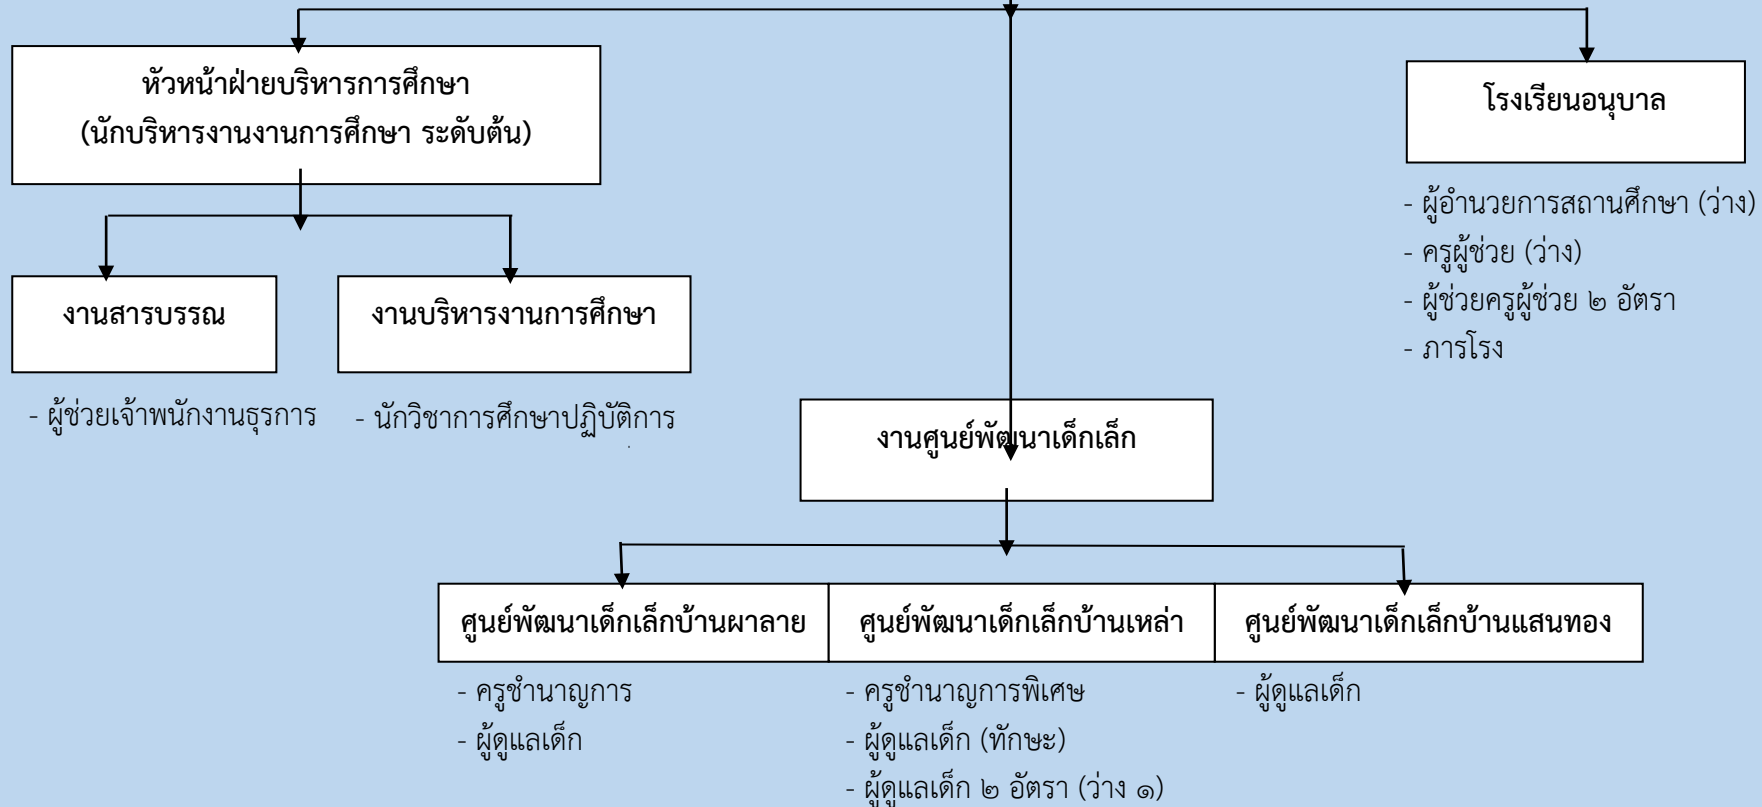 หัวหน้าฝ่ายบริหารการศึกษา
(นักบริหารงานงานการศึกษา ระดับต้น)
โรงเรียนอนุบาล
- ผู้อำนวยการสถานศึกษา (ว่าง)
- ครูผู้ช่วย (ว่าง)
- ผู้ช่วยครูผู้ช่วย ๒ อัตรา
- ภารโรง
งานสารบรรณ
งานบริหารงานการศึกษา
- ผู้ช่วยเจ้าพนักงานธุรการ
- นักวิชาการศึกษาปฏิบัติการ
งานศูนย์พัฒนาเด็กเล็ก
ศูนย์พัฒนาเด็กเล็กบ้านผาลาย
ศูนย์พัฒนาเด็กเล็กบ้านเหล่า
ศูนย์พัฒนาเด็กเล็กบ้านแสนทอง
- ครูชำนาญการ
- ผู้ดูแลเด็ก
- ครูชำนาญการพิเศษ
- ผู้ดูแลเด็ก (ทักษะ)
- ผู้ดูแลเด็ก ๒ อัตรา (ว่าง ๑)
- ผู้ดูแลเด็ก